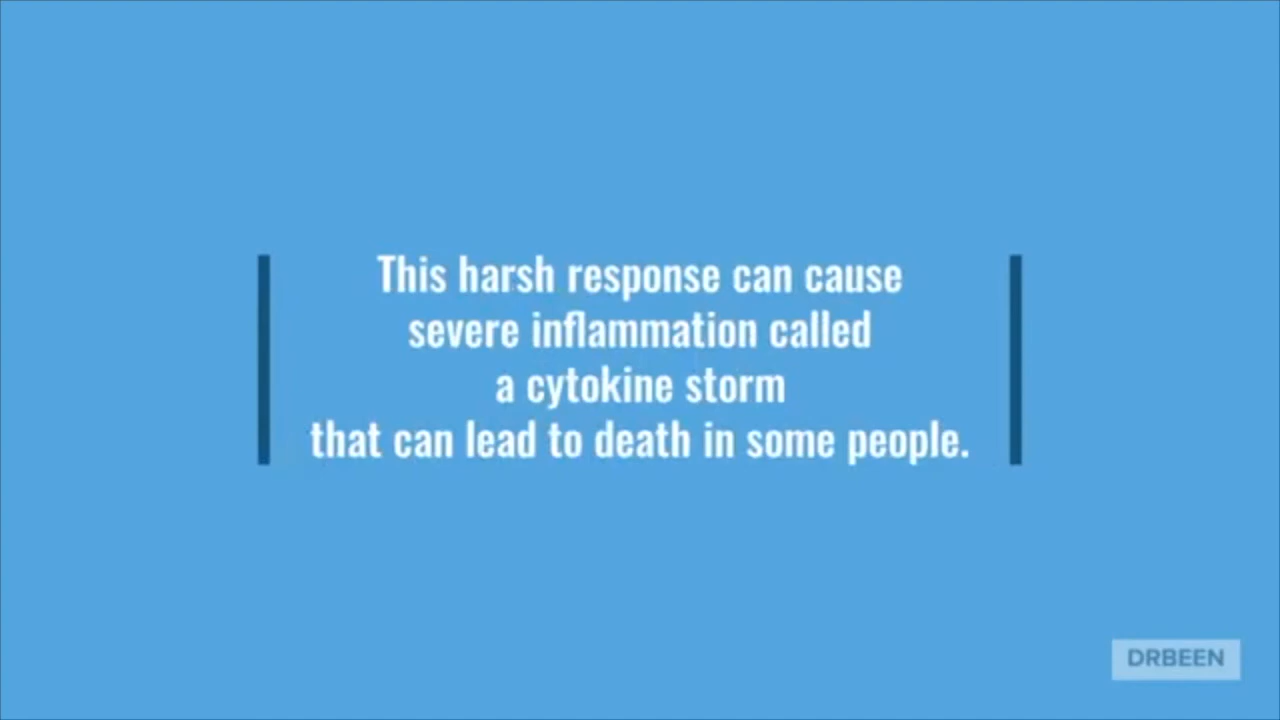 This harsh response can cause
severe inflammation called
a cytokine storm
that can lead to death in some people.
DRBEEN